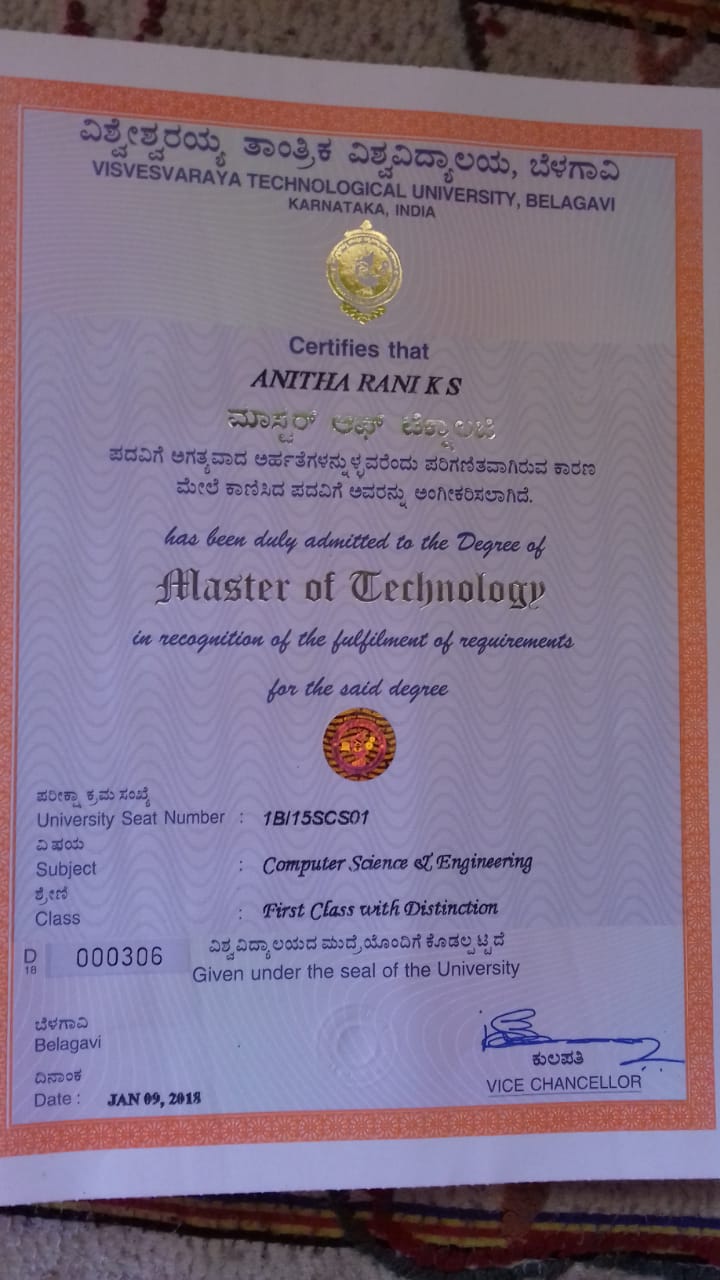 ವಿಶ್ವೇಶ್ವರಯ್ಯ ತಾಂತ್ರಿಕ ವಿಶ್ವವಿದ್ಯಾಲಯ, ಬೆಳಗಾವಿ
VISVESVARAYA TECHNOLOGICAL UNIVERSITY, BELAGAVI
KARNATAKA, INDIA
Certifies that
ANITHA RANI K S
ಮಾಸ್ಟರ್ ಆಫ್ ಟೆಕ್ನಾಲಜಿ
ಪದವಿಗೆ ಅಗತ್ಯವಾದ ಅರ್ಹತೆಗಳನ್ನುಳ್ಳವರೆಂದು ಪರಿಗಣಿತವಾಗಿರುವ ಕಾರಣ
ಮೇಲೆ ಕಾಣಿಸಿದ ಪದವಿಗೆ ಅವರನ್ನು ಅಂಗೀಕರಿಸಲಾಗಿದೆ.
has been duly admitted to the Degree of
Master of Technology
in recognition of the fulfilment of requirements
for the said degree
ಪರೀಕ್ಷಾ ಕ್ರಮ ಸಂಖ್ಯೆ
University Seat Number : 1BI15SCS01
ವಿಷಯ
Subject : Computer Science & Engineering
ಶ್ರೇಣಿ
Class : First Class with Distinction
ವಿಶ್ವವಿದ್ಯಾಲಯದ ಮುದ್ರೆಯೊಂದಿಗೆ ಕೊಡಲ್ಪಟ್ಟಿದೆ
D 18 000306
Given under the seal of the University
ಬೆಳಗಾವಿ
Belagavi
ಕುಲಪತಿ
VICE CHANCELLOR
ದಿನಾಂಕ
Date : JAN 09, 2018